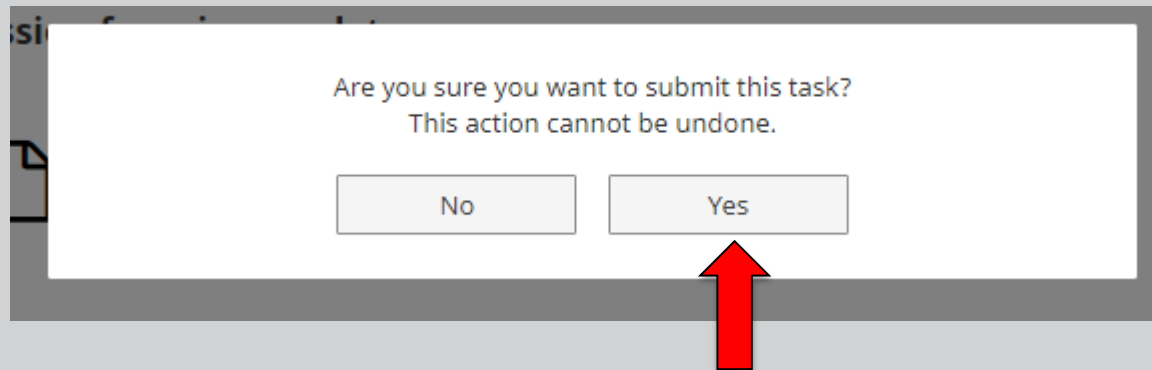 Are you sure you want to submit this task?
This action cannot be undone.
No
Yes